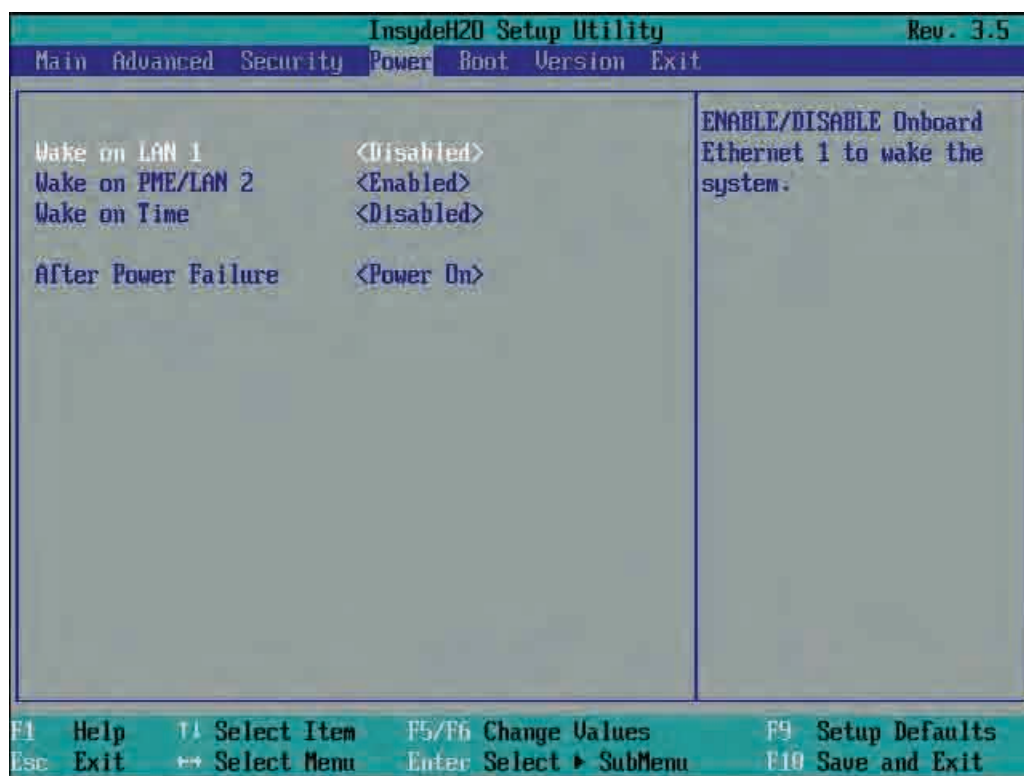 InsydeH20 Setup Utility Rev. 3.5
Main Advanced Security Power Boot Version Exit
Wake on LAN 1 <Disabled>
Wake on PME/LAN 2 <Enabled>
Wake on Time <Disabled>
After Power Failure <Power On>
ENABLE/DISABLE Onboard
Ethernet 1 to wake the
system.
F1 Help ↑↓ Select Item F5/F6 Change Values F9 Setup Defaults
Esc Exit ↔ Select Menu Enter Select ▶ SubMenu F10 Save and Exit